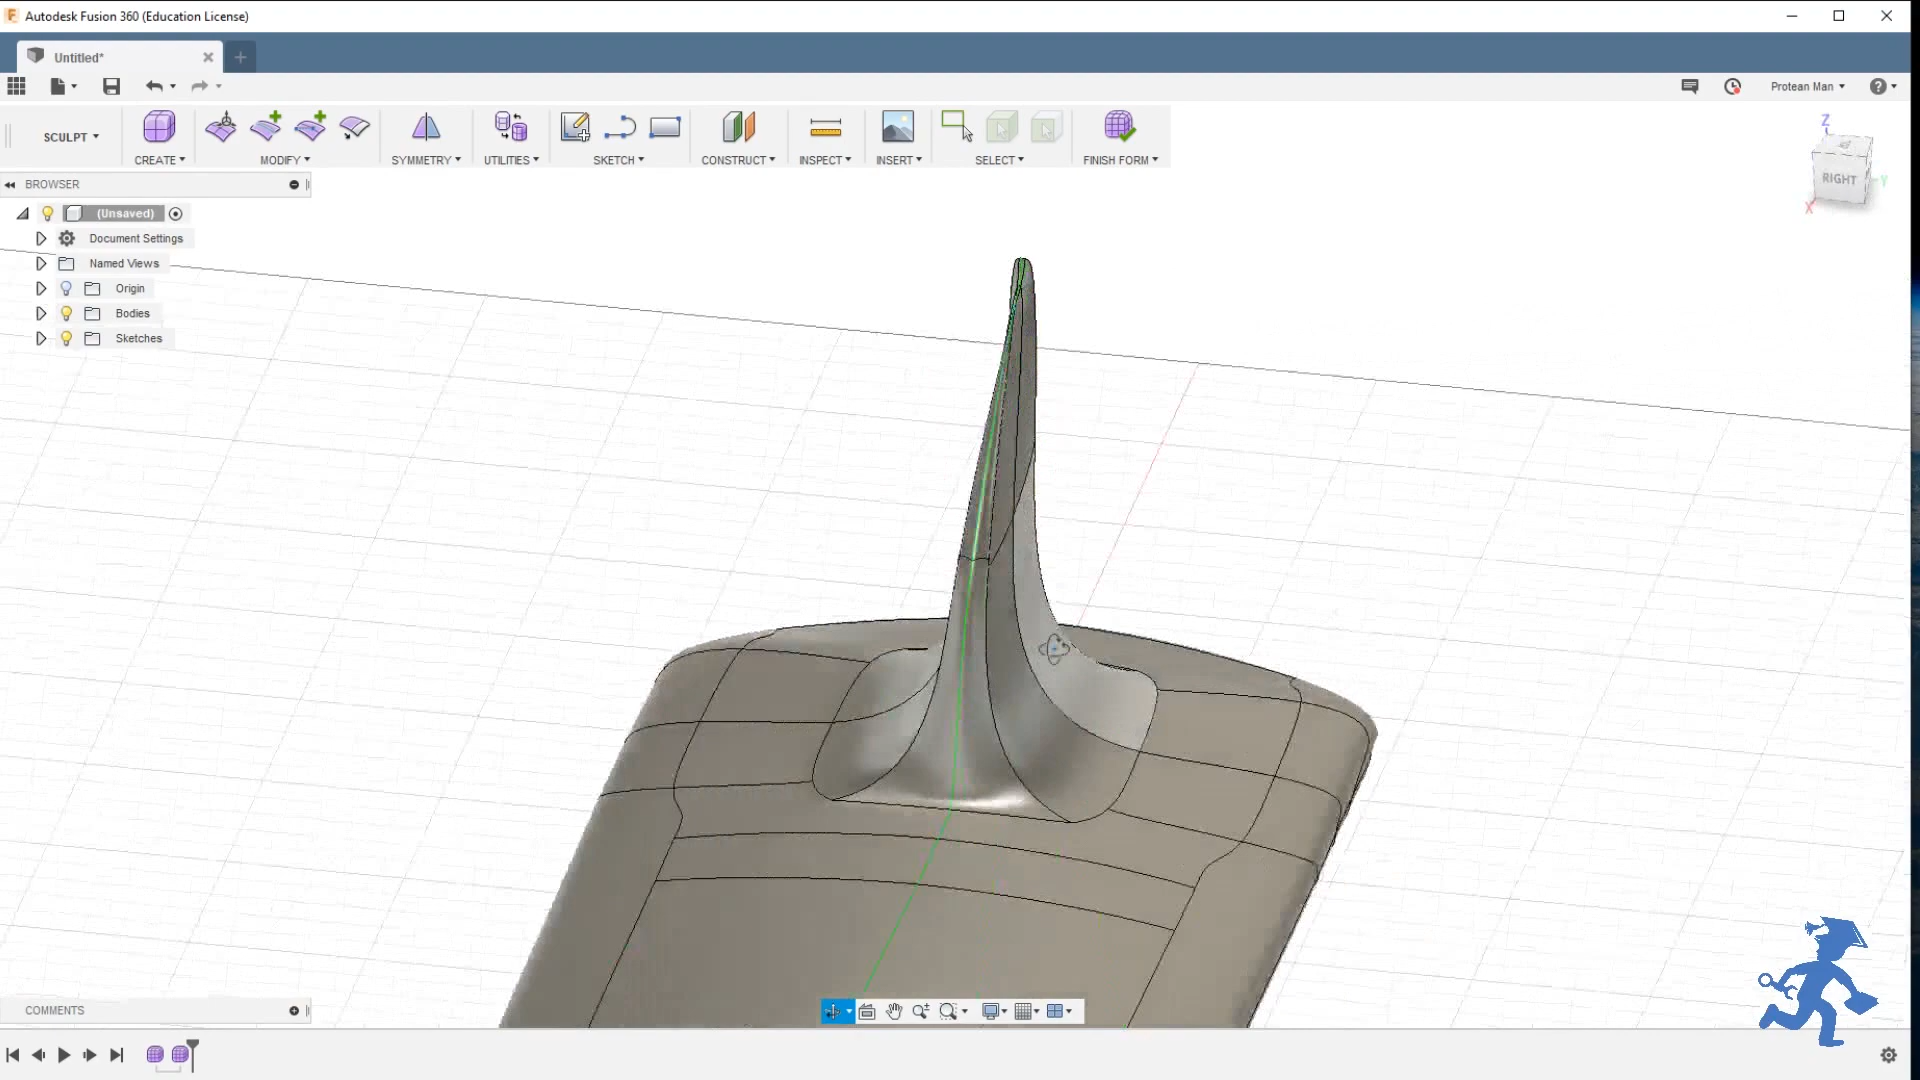 Autodesk Fusion 360 (Education License)
Untitled*
Protean Man
SCULPT
CREATE
MODIFY
SYMMETRY
UTILITIES
SKETCH
CONSTRUCT
INSPECT
INSERT
SELECT
FINISH FORM
BROWSER
(Unsaved)
Document Settings
Named Views
Origin
Bodies
Sketches
Z
RIGHT
Y
X
COMMENTS